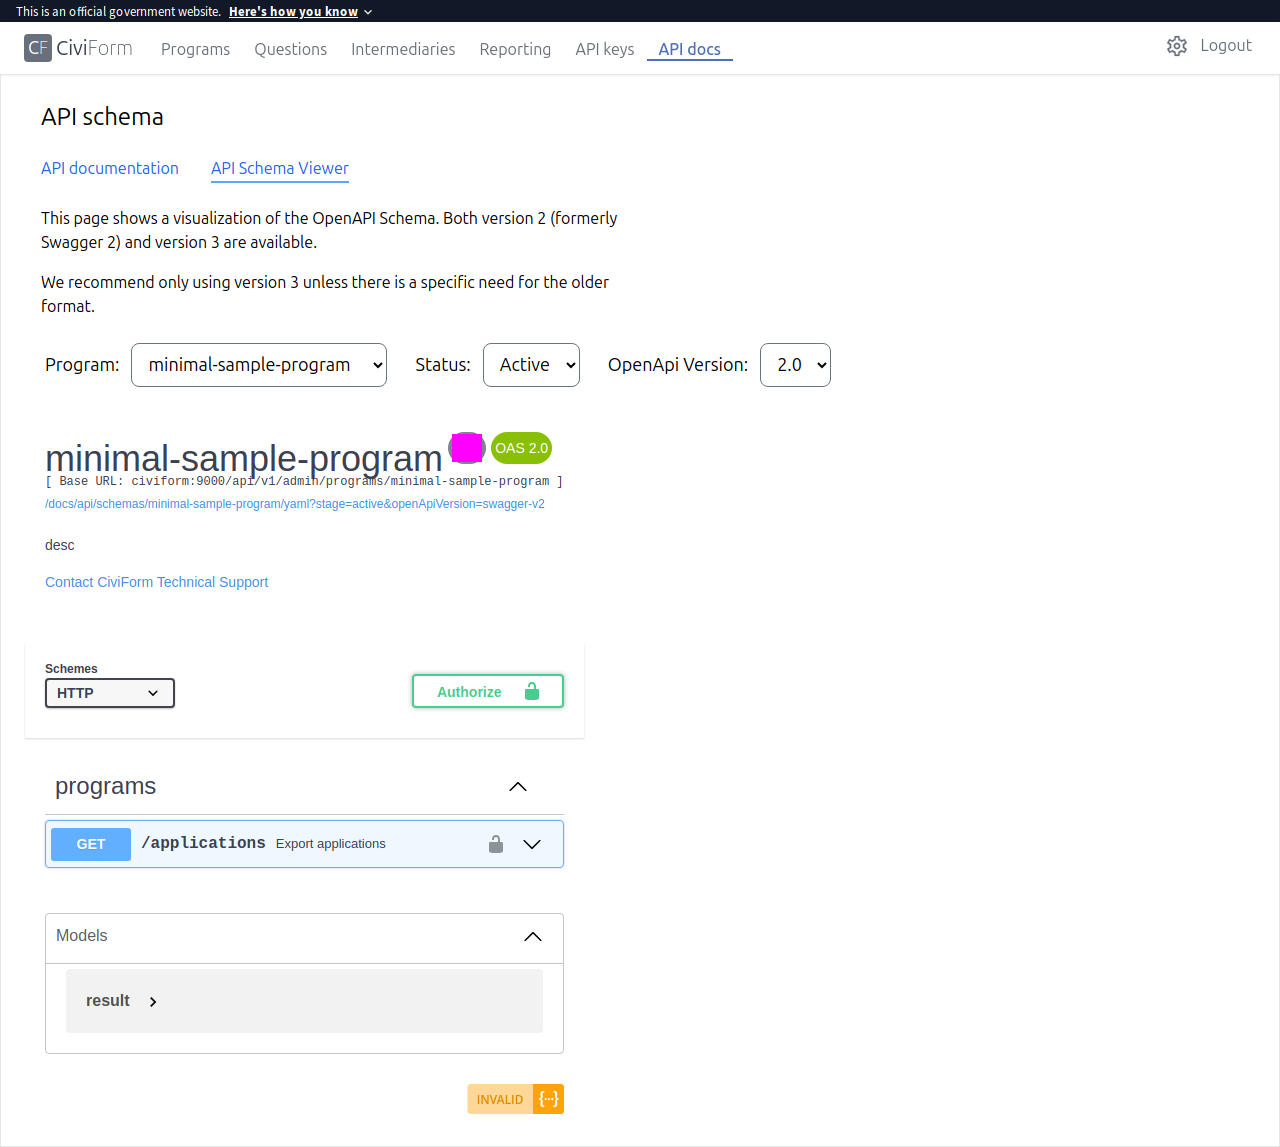 This is an official government website. Here's how you know
CF CiviForm Programs Questions Intermediaries Reporting API keys API docs Logout
API schema
API documentation API Schema Viewer
This page shows a visualization of the OpenAPI Schema. Both version 2 (formerly
Swagger 2) and version 3 are available.
We recommend only using version 3 unless there is a specific need for the older
format.
Program: minimal-sample-program Status: Active OpenApi Version: 2.0
minimal-sample-program OAS 2.0
[ Base URL: civiform:9000/api/v1/admin/programs/minimal-sample-program ]
/docs/api/schemas/minimal-sample-program/yaml?stage=active&openApiVersion=swagger-v2
desc
Contact CiviForm Technical Support
Schemes
HTTP Authorize
programs
GET /applications Export applications
Models
result
INVALID {...}